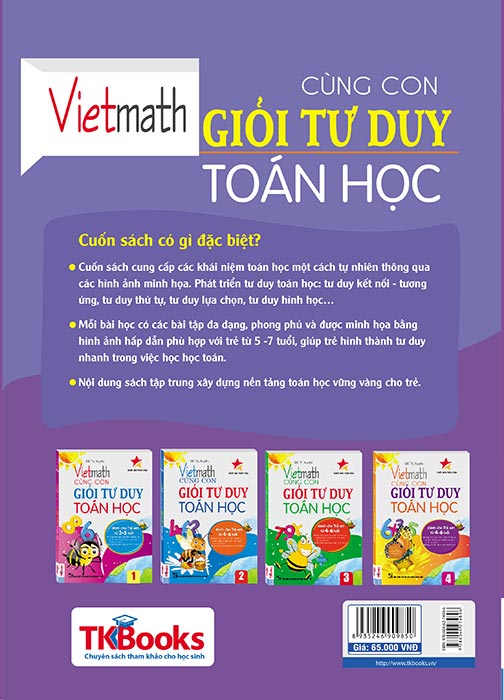 Vietmath
CÙNG CON
GIỎI TƯ DUY
TOÁN HỌC
Cuốn sách có gì đặc biệt?
Cuốn sách cung cấp các khái niệm toán học một cách tự nhiên thông qua
các hình ảnh minh họa. Phát triển tư duy toán học: tư duy kết nối - tương
ứng, tư duy thứ tự, tư duy lựa chọn, tư duy hình học...
Mỗi bài học có các bài tập đa dạng, phong phú và được minh họa bằng
hình ảnh hấp dẫn phù hợp với trẻ từ 5 -7 tuổi, giúp trẻ hình thành tư duy
nhanh trong việc học học toán.
Nội dung sách tập trung xây dựng nền tảng toán học vững vàng cho trẻ.
Vietmath
CÙNG CON
GIỎI TƯ DUY
TOÁN HỌC
1
Vietmath
CÙNG CON
GIỎI TƯ DUY
TOÁN HỌC
2
Vietmath
CÙNG CON
GIỎI TƯ DUY
TOÁN HỌC
3
Vietmath
CÙNG CON
GIỎI TƯ DUY
TOÁN HỌC
4
TKBooks
Chuyên sách tham khảo cho học sinh
8 935246 909850
Giá: 65.000 VNĐ
http://www.tkbooks.vn/